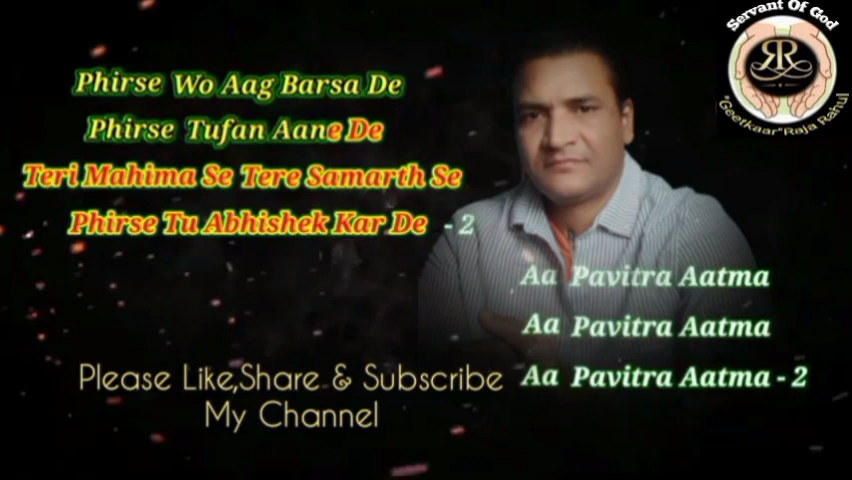 Servant Of God
RR
"Geetkaar"Raja Rahul
Phirse Wo Aag Barsa De
Phirse Tufan Aane De
Teri Mahima Se Tere Samarth Se
Phirse Tu Abhishek Kar De - 2
Aa Pavitra Aatma
Aa Pavitra Aatma
Aa Pavitra Aatma - 2
Please Like,Share & Subscribe
My Channel